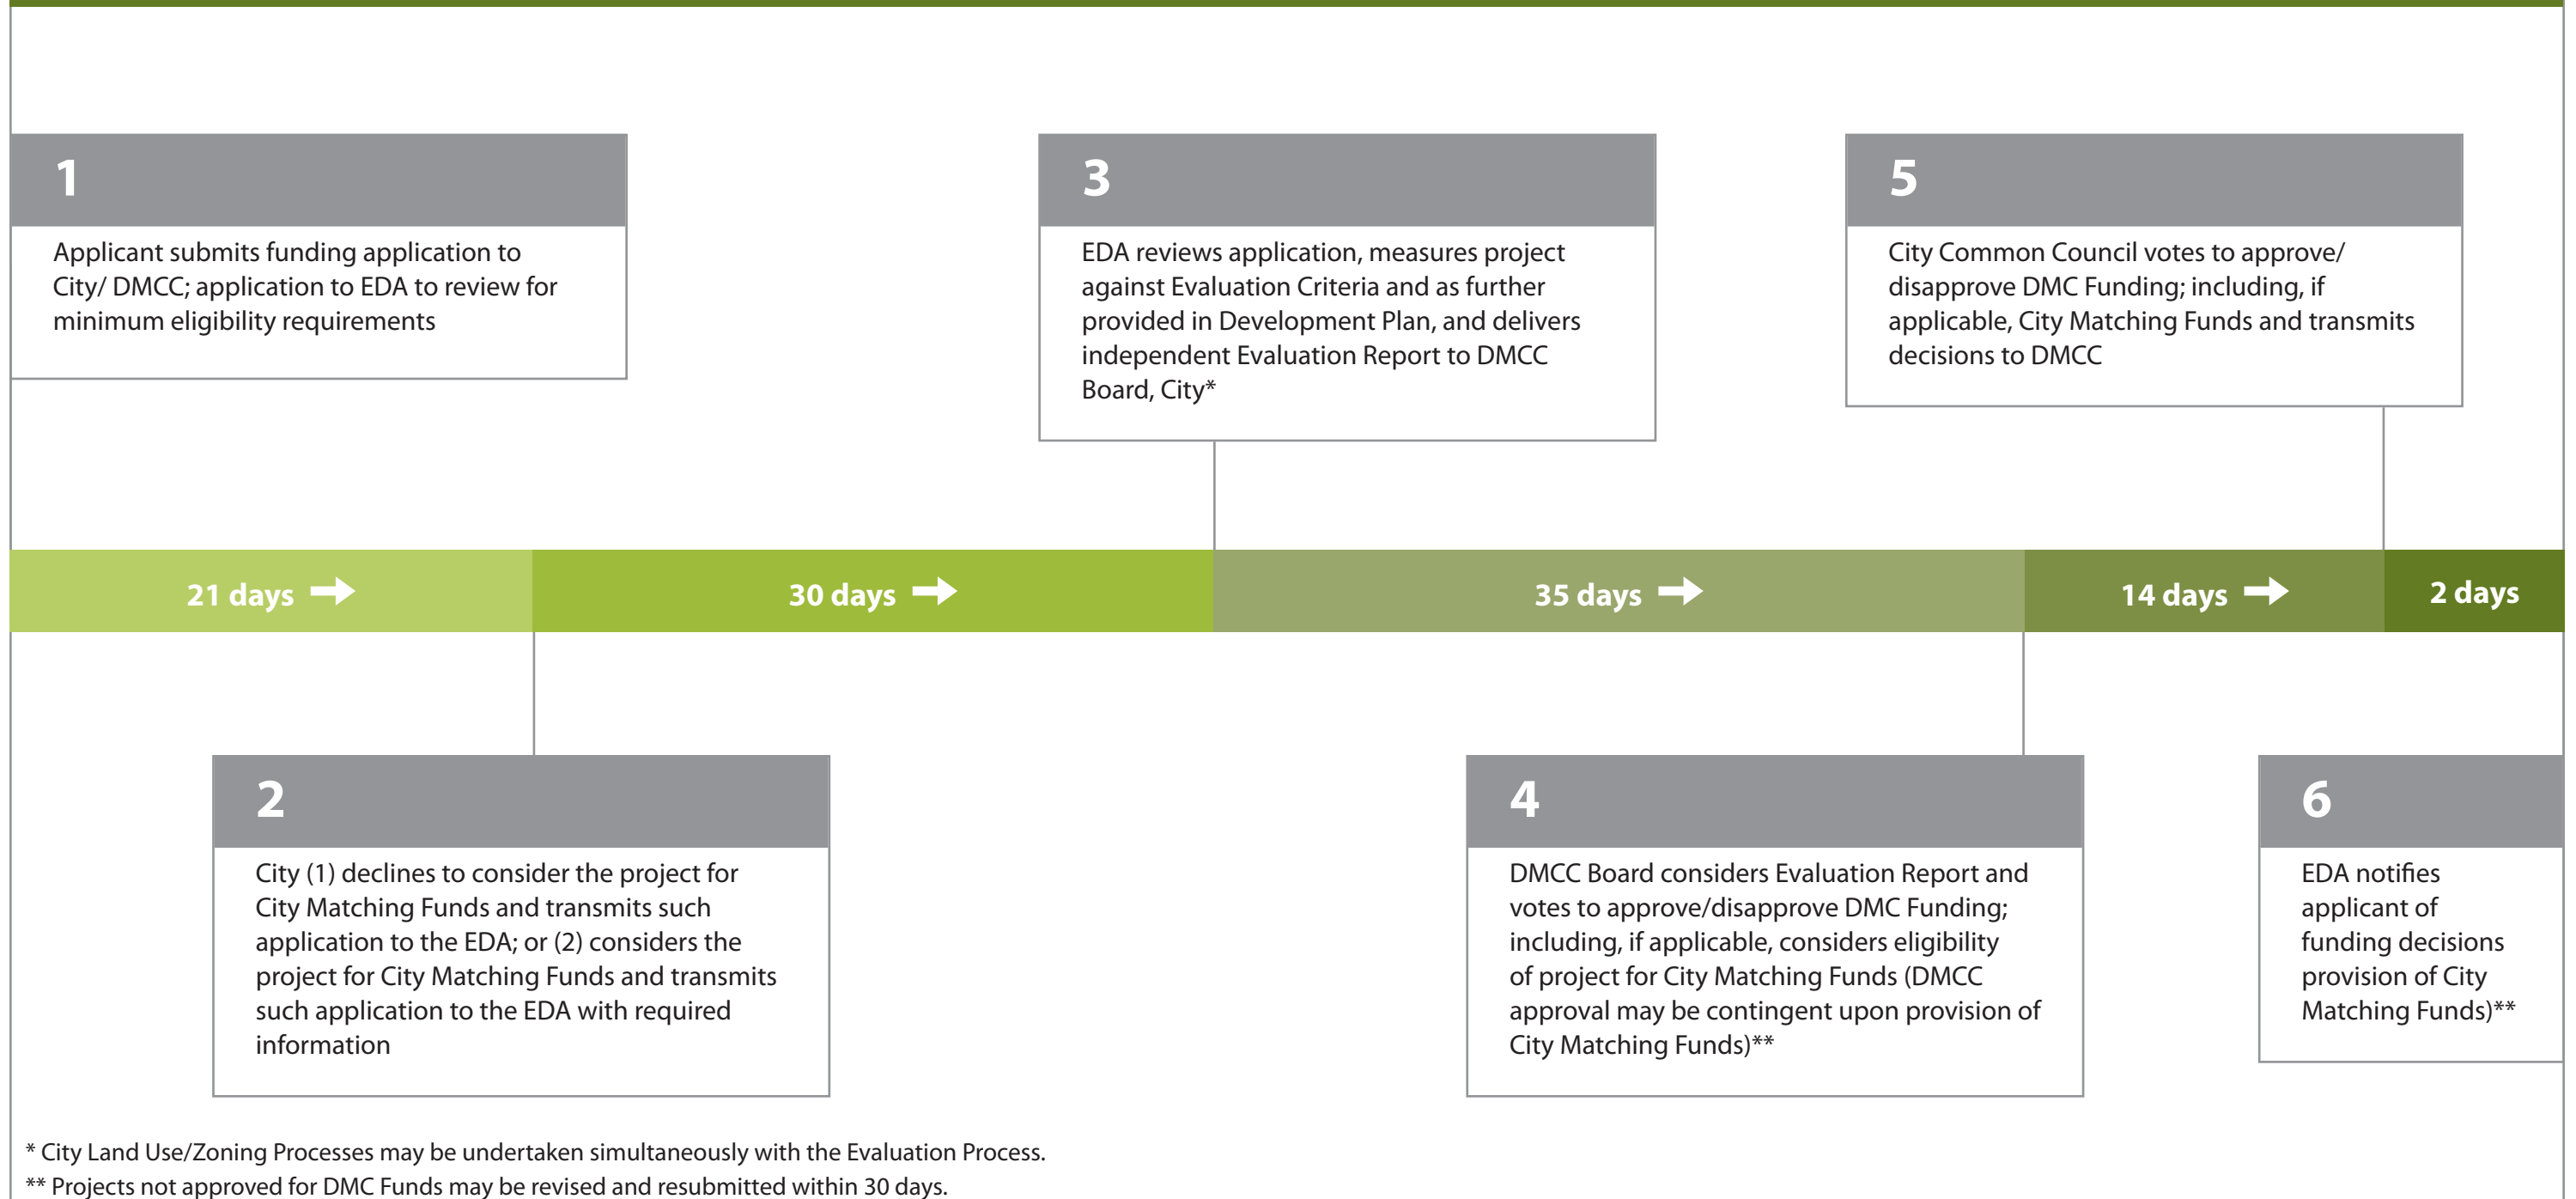 1
Applicant submits funding application to
City/ DMCC; application to EDA to review for
minimum eligibility requirements
3
EDA reviews application, measures project
against Evaluation Criteria and as further
provided in Development Plan, and delivers
independent Evaluation Report to DMCC
Board, City*
5
City Common Council votes to approve/
disapprove DMC Funding; including, if
applicable, City Matching Funds and transmits
decisions to DMCC
21 days
30 days
35 days
14 days
2 days
2
City (1) declines to consider the project for
City Matching Funds and transmits such
application to the EDA; or (2) considers the
project for City Matching Funds and transmits
such application to the EDA with required
information
4
DMCC Board considers Evaluation Report and
votes to approve/disapprove DMC Funding;
including, if applicable, considers eligibility
of project for City Matching Funds (DMCC
approval may be contingent upon provision of
City Matching Funds)**
6
EDA notifies
applicant of
funding decisions
provision of City
Matching Funds)**
* City Land Use/Zoning Processes may be undertaken simultaneously with the Evaluation Process.
** Projects not approved for DMC Funds may be revised and resubmitted within 30 days.